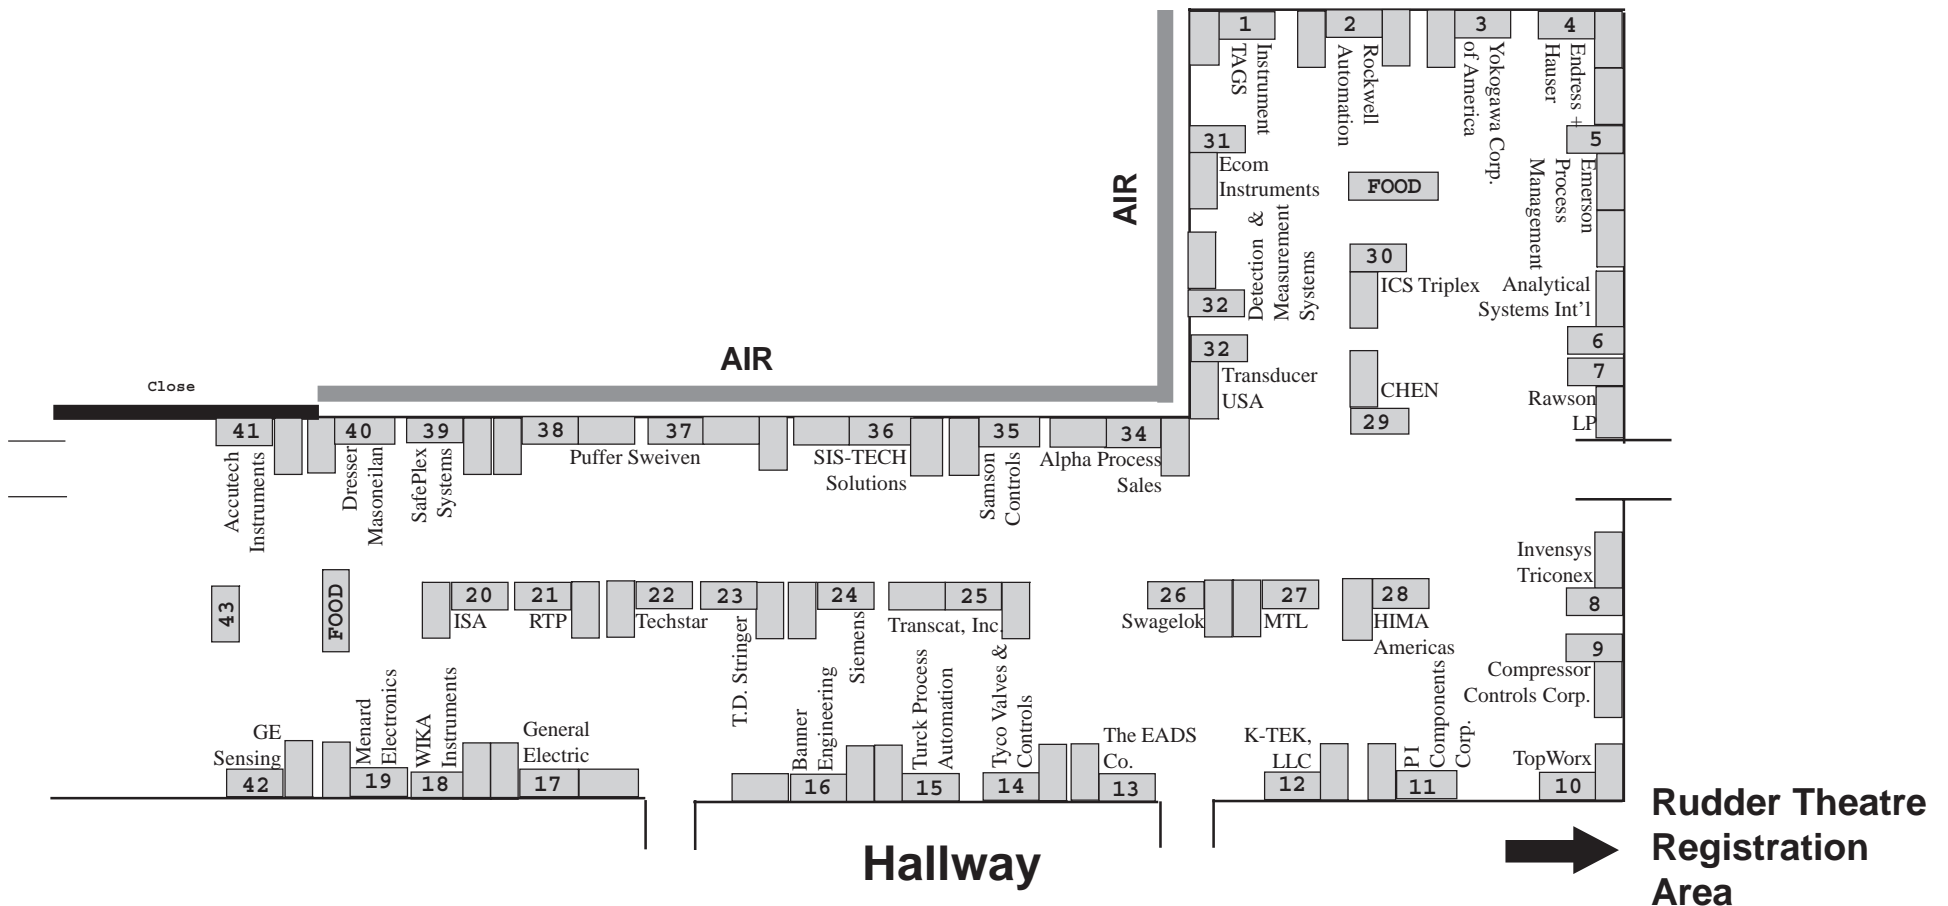 1
Instrument
TAGS
2
Rockwell
Automation
3
Yokogawa Corp.
of America
4
Endress +
Hauser
31
Ecom
Instruments
5
Emerson
Process
Management
AIR
FOOD
Detection &
Measurement
Systems
32
30
ICS Triplex
Analytical
Systems Int'l
6
32
Transducer
USA
CHEN
29
7
Rawson
LP
AIR
Close
41
Accutech
Instruments
40
Dresser
Masoneilan
39
SafePlex
Systems
38
37
Puffer Sweiven
36
SIS-TECH
Solutions
35
Samson
Controls
34
Alpha Process
Sales
43
FOOD
20
ISA
21
RTP
22
Techstar
23
T.D. Stringer
24
Siemens
25
Transcat, Inc.
26
Swagelok
27
MTL
28
HIMA
Americas
Invensys
Triconex
8
9
Compressor
Controls Corp.
GE
Sensing
42
Menard
Electronics
19
WIKA
Instruments
18
General
Electric
17
Banner
Engineering
16
Turck Process
Automation
15
Tyco Valves &
Controls
14
The EADS
Co.
13
K-TEK,
LLC
12
PI
Components
Corp.
11
TopWorx
10
Hallway
Rudder Theatre
Registration
Area